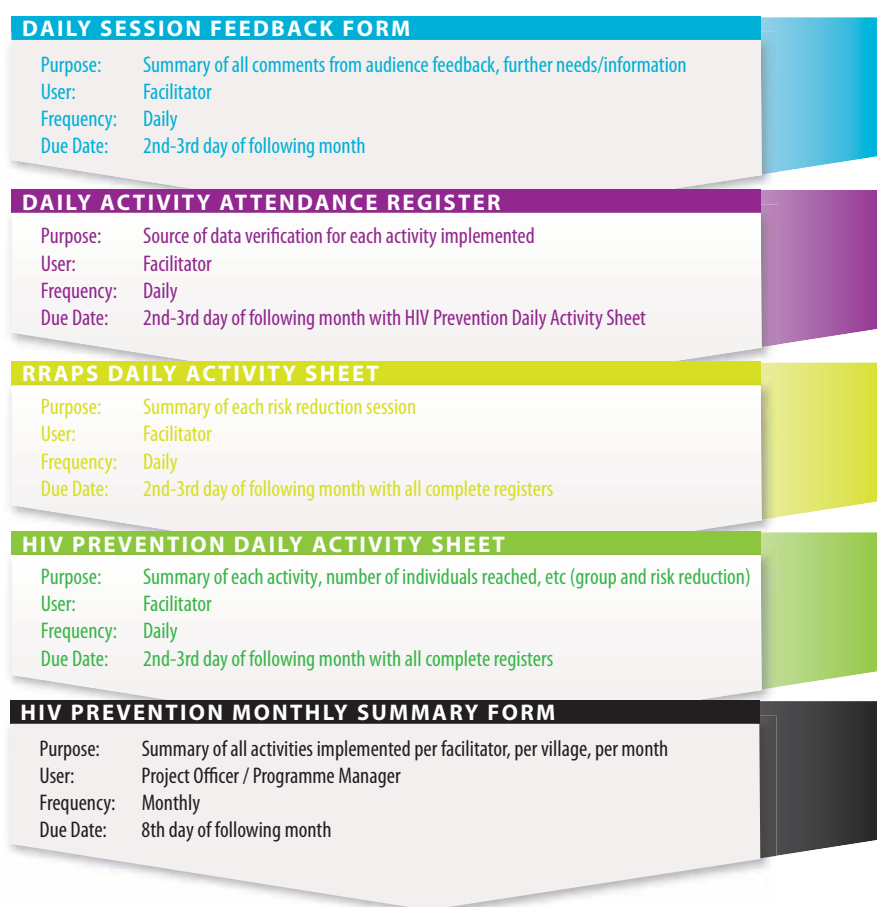 DAILY SESSION FEEDBACK FORM
Purpose: Summary of all comments from audience feedback, further needs/information
User: Facilitator
Frequency: Daily
Due Date: 2nd-3rd day of following month
DAILY ACTIVITY ATTENDANCE REGISTER
Purpose: Source of data verification for each activity implemented
User: Facilitator
Frequency: Daily
Due Date: 2nd-3rd day of following month with HIV Prevention Daily Activity Sheet
RRAPS DAILY ACTIVITY SHEET
Purpose: Summary of each risk reduction session
User: Facilitator
Frequency: Daily
Due Date: 2nd-3rd day of following month with all complete registers
HIV PREVENTION DAILY ACTIVITY SHEET
Purpose: Summary of each activity, number of individuals reached, etc (group and risk reduction)
User: Facilitator
Frequency: Daily
Due Date: 2nd-3rd day of following month with all complete registers
HIV PREVENTION MONTHLY SUMMARY FORM
Purpose: Summary of all activities implemented per facilitator, per village, per month
User: Project Officer / Programme Manager
Frequency: Monthly
Due Date: 8th day of following month